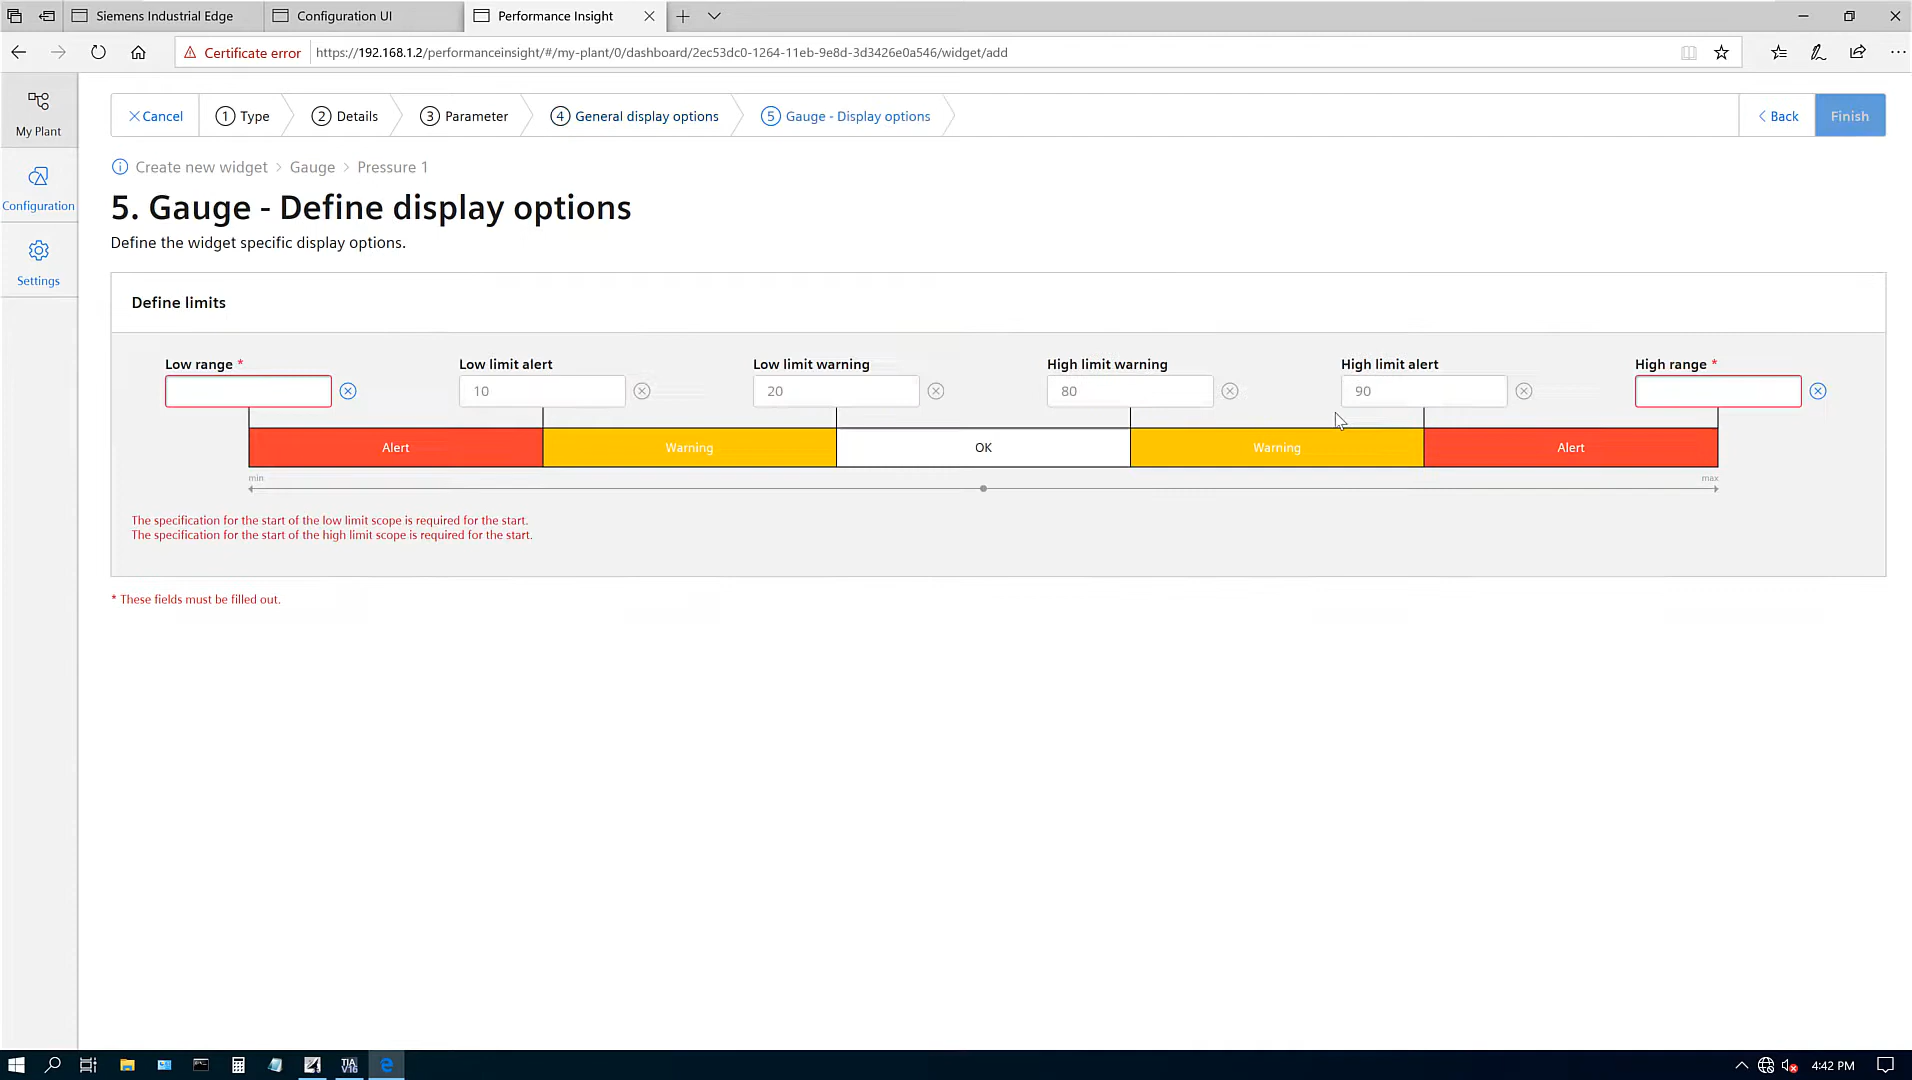 Siemens Industrial Edge
Configuration UI
Performance Insight
Certificate error
https://192.168.1.2/performanceinsight/#/my-plant/0/dashboard/2ec53dc0-1264-11eb-9e8d-3d3426e0a546/widget/add
My Plant
Configuration
Settings
Cancel
1 Type
2 Details
3 Parameter
4 General display options
5 Gauge - Display options
Back
Finish
Create new widget > Gauge > Pressure 1
5. Gauge - Define display options
Define the widget specific display options.
Define limits
Low range *
Low limit alert
Low limit warning
High limit warning
High limit alert
High range *
10
20
80
90
Alert
Warning
OK
Warning
Alert
min
max
The specification for the start of the low limit scope is required for the start.
The specification for the start of the high limit scope is required for the start.
* These fields must be filled out.
TIA
V16
4:42 PM